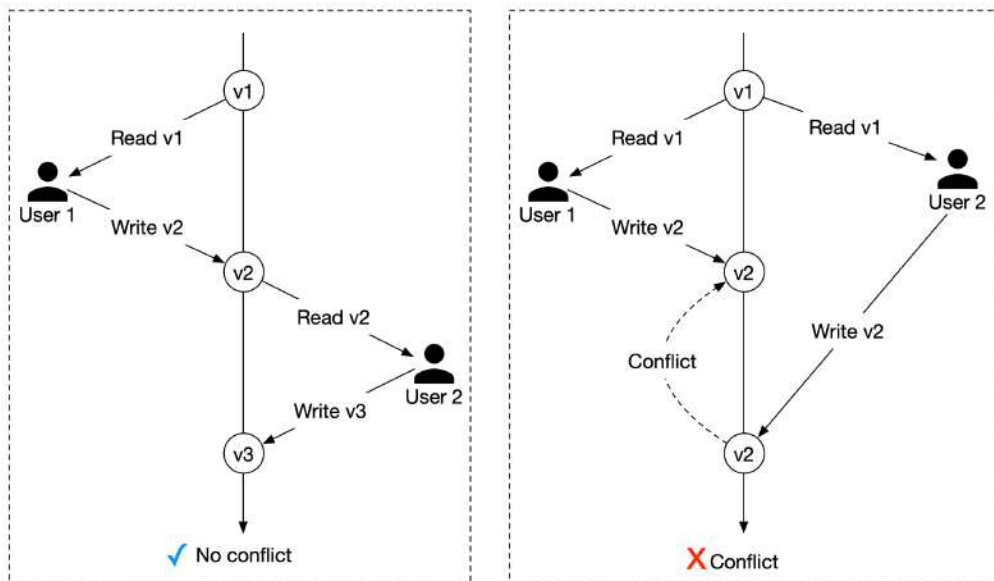 v1
Read v1
User 1
Write v2
v2
Read v2
User 2
Write v3
v3
No conflict
v1
Read v1
Read v1
User 1
User 2
Write v2
v2
Write v2
Conflict
v2
Conflict